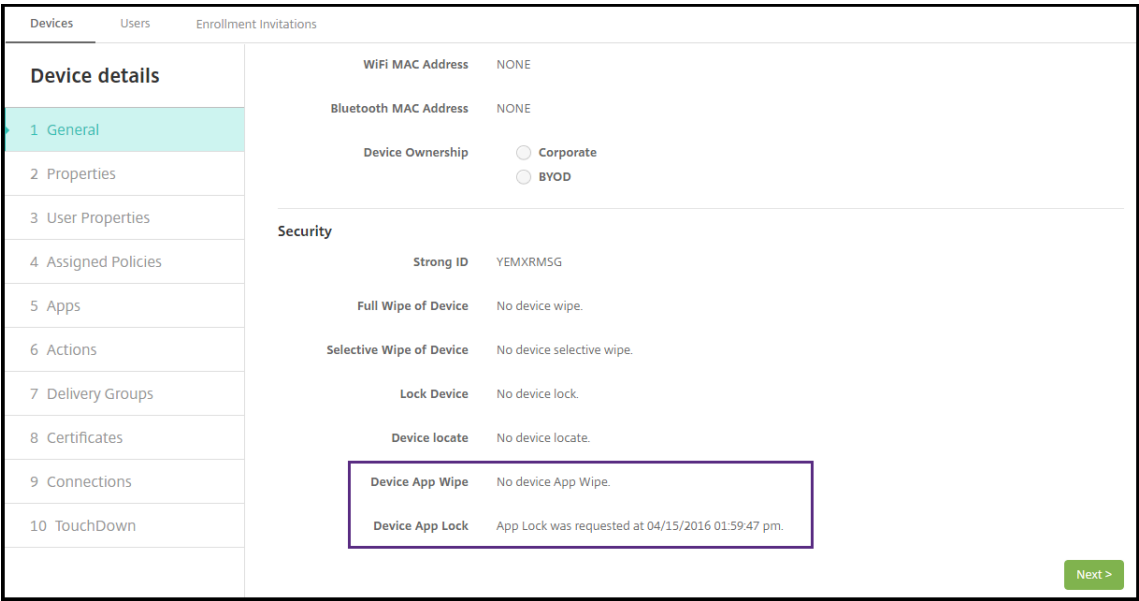 Devices Users Enrollment Invitations
Device details
1 General
2 Properties
3 User Properties
4 Assigned Policies
5 Apps
6 Actions
7 Delivery Groups
8 Certificates
9 Connections
10 TouchDown
WiFi MAC Address NONE
Bluetooth MAC Address NONE
Device Ownership Corporate
BYOD
Security
Strong ID YEMXRMSG
Full Wipe of Device No device wipe.
Selective Wipe of Device No device selective wipe.
Lock Device No device lock.
Device locate No device locate.
Device App Wipe No device App Wipe.
Device App Lock App Lock was requested at 04/15/2016 01:59:47 pm.
Next >